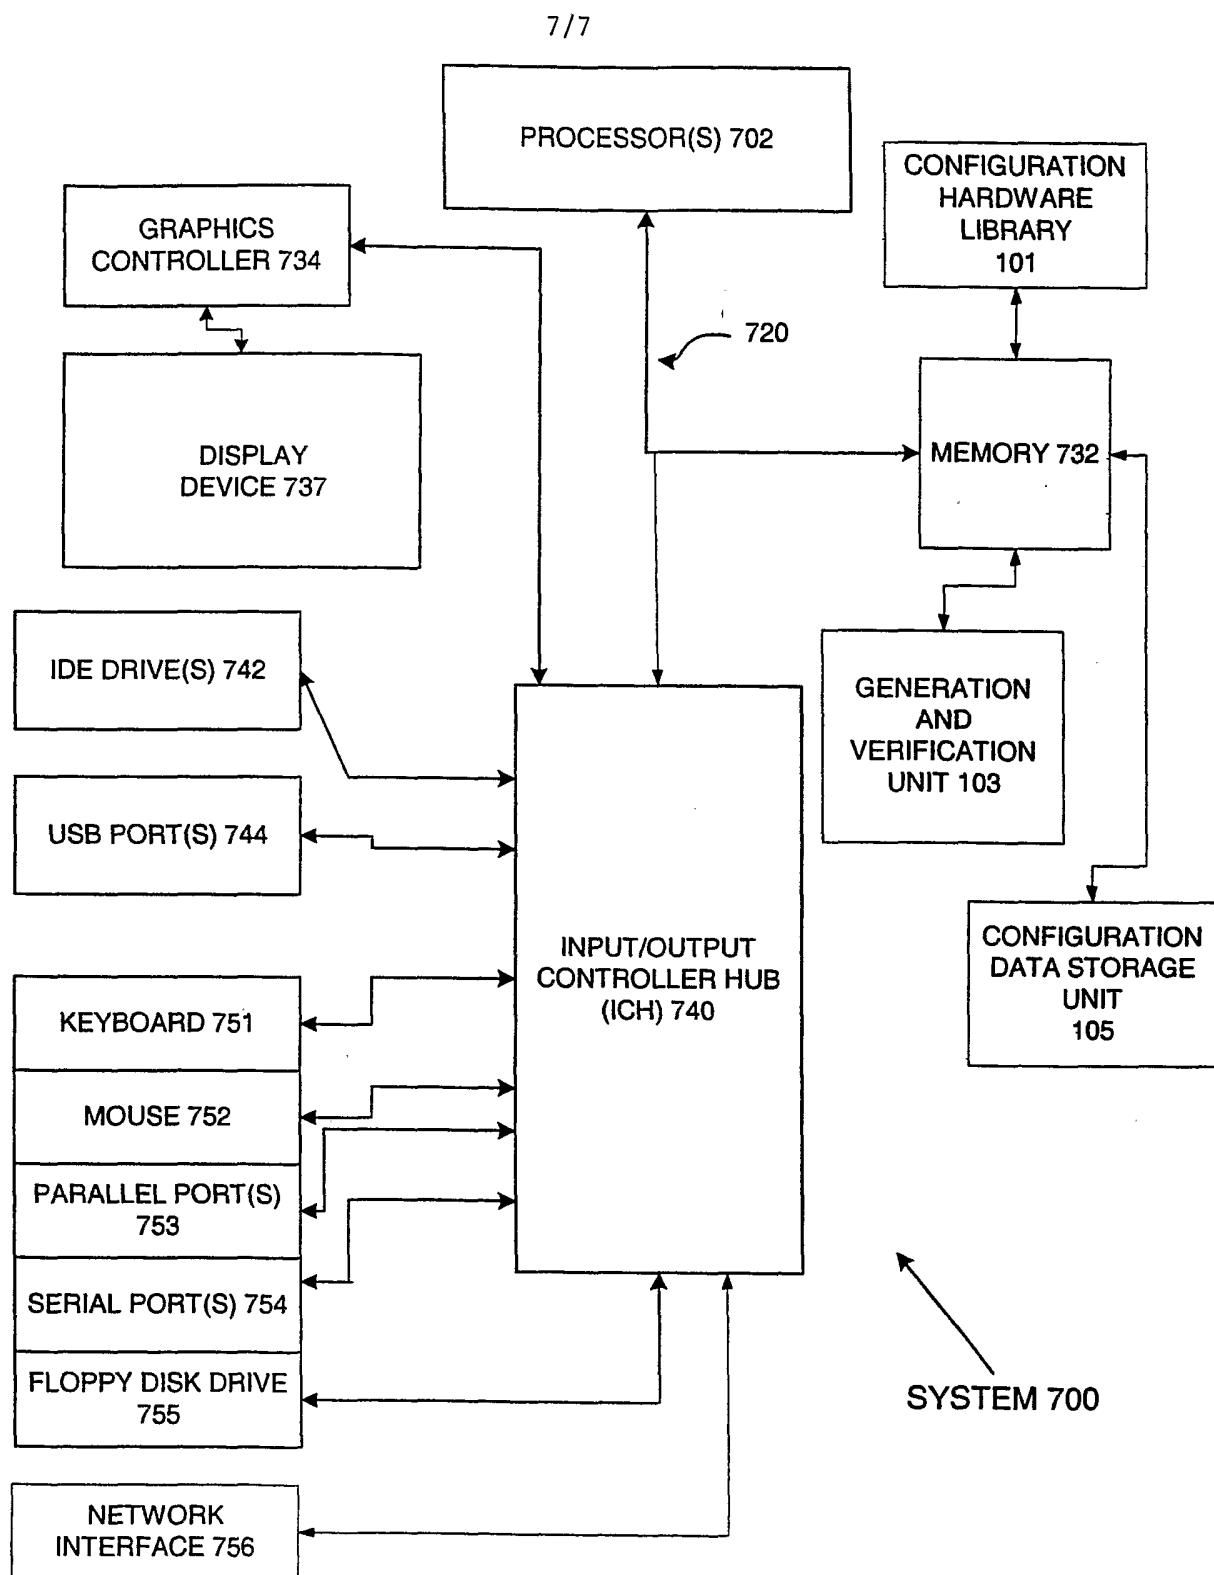 7/7
PROCESSOR(S) 702
CONFIGURATION
HARDWARE
LIBRARY
101
GRAPHICS
CONTROLLER 734
720
DISPLAY
DEVICE 737
MEMORY 732
IDE DRIVE(S) 742
GENERATION
AND
VERIFICATION
UNIT 103
USB PORT(S) 744
INPUT/OUTPUT
CONTROLLER HUB
(ICH) 740
CONFIGURATION
DATA STORAGE
UNIT
105
KEYBOARD 751
MOUSE 752
PARALLEL PORT(S)
753
SERIAL PORT(S) 754
FLOPPY DISK DRIVE
755
SYSTEM 700
NETWORK
INTERFACE 756